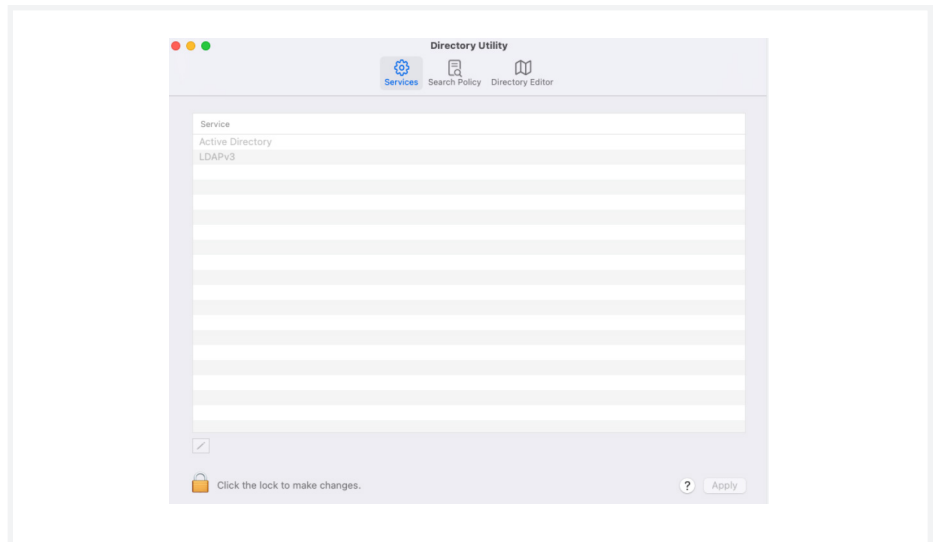 Directory Utility
Services Search Policy Directory Editor
Service
Active Directory
LDAPv3
Click the lock to make changes.
? Apply